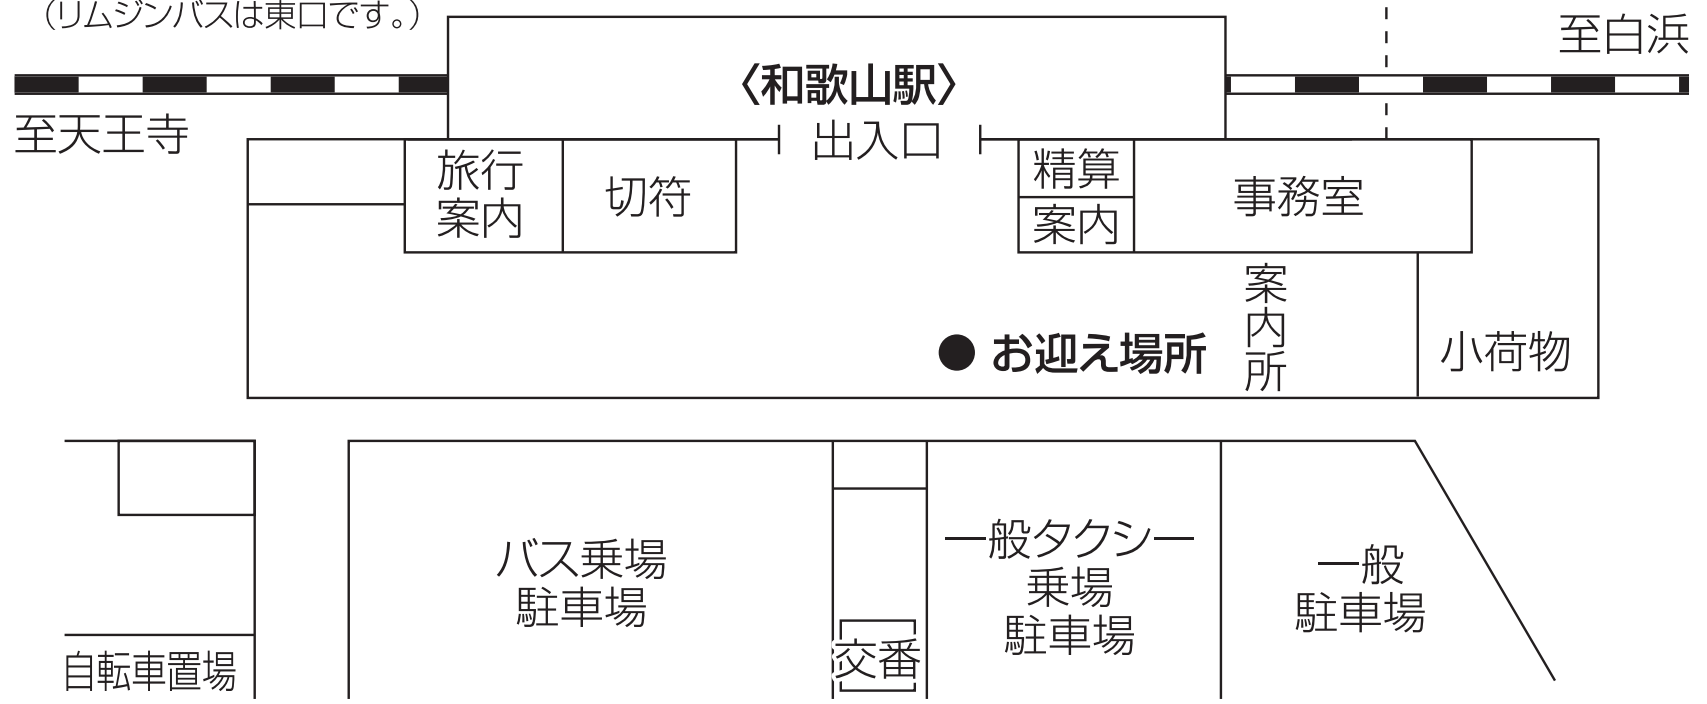 （リムジンバスは東口です。）
至白浜
〈和歌山駅〉
至天王寺
出入口
旅行
案内
切符
精算
案内
事務室
案内所
●お迎え場所
小荷物
バス乗場
駐車場
一般タクシー
乗場
駐車場
一般
駐車場
交番
自転車置場